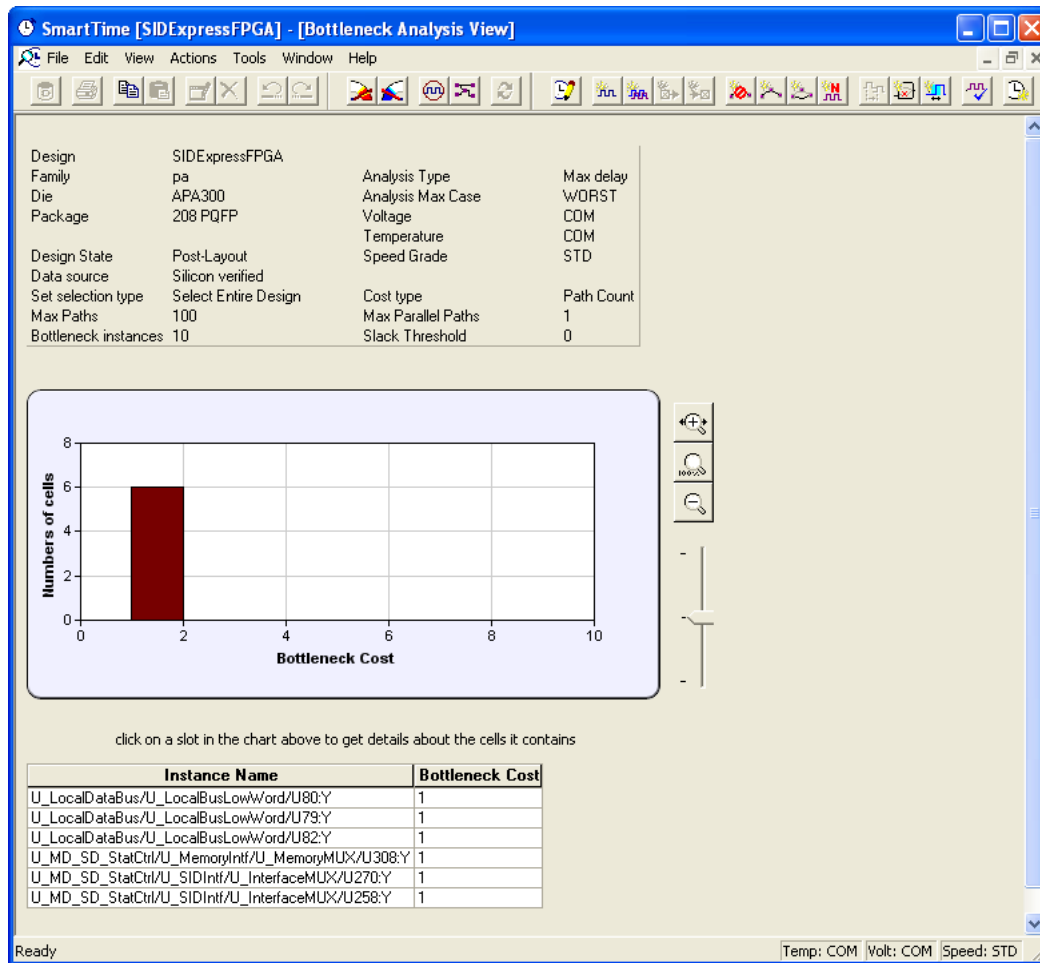 SmartTime [SIDExpressFPGA] - [Bottleneck Analysis View]
File Edit View Actions Tools Window Help
Design SIDExpressFPGA
Family pa Analysis Type Max delay
Die APA300 Analysis Max Case WORST
Package 208 PQFP Voltage COM
Temperature COM
Design State Post-Layout Speed Grade STD
Data source Silicon verified
Set selection type Select Entire Design Cost type Path Count
Max Paths 100 Max Parallel Paths 1
Bottleneck instances 10 Slack Threshold 0
Numbers of cells
8
6
4
2
0
0 2 4 6 8 10
Bottleneck Cost
100%
click on a slot in the chart above to get details about the cells it contains
Instance Name Bottleneck Cost
U_LocalDataBus/U_LocalBusLowWord/U80:Y 1
U_LocalDataBus/U_LocalBusLowWord/U79:Y 1
U_LocalDataBus/U_LocalBusLowWord/U82:Y 1
U_MD_SD_StatCtrl/U_MemoryIntf/U_MemoryMUX/U308:Y 1
U_MD_SD_StatCtrl/U_SIDIntf/U_InterfaceMUX/U270:Y 1
U_MD_SD_StatCtrl/U_SIDIntf/U_InterfaceMUX/U258:Y 1
Ready Temp: COM Volt: COM Speed: STD